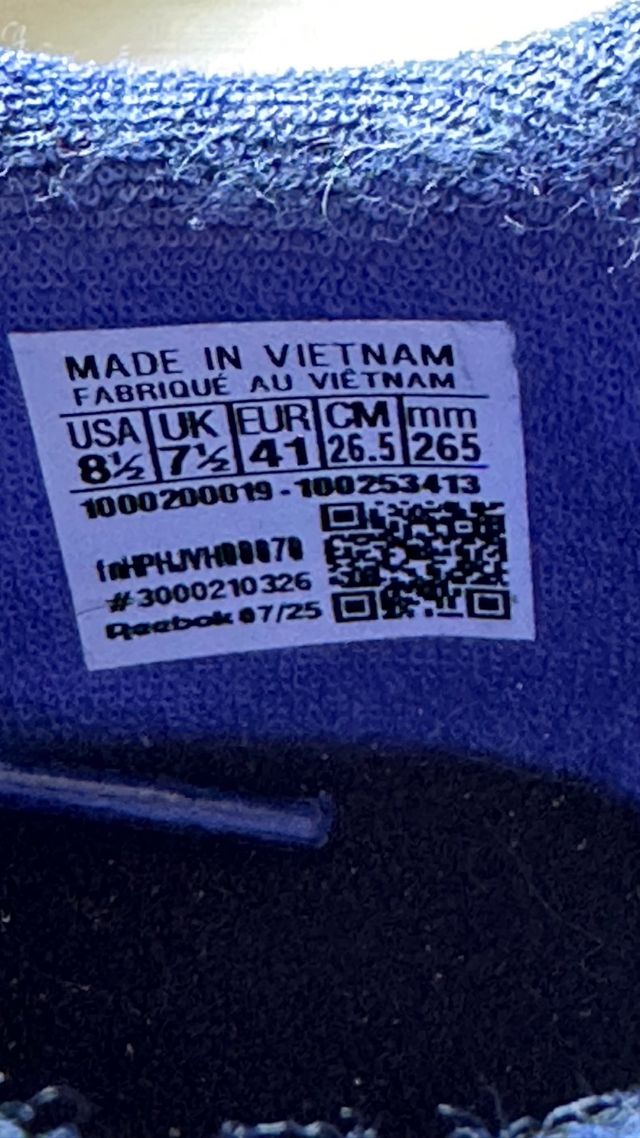 MADE IN VIETNAM
FABRIQUÉ AU VIÊTNAM
USA UK EUR CM mm
8½ 7½ 41 26.5 265
1000200019-100253413
#3000210326
Reebok 07/25